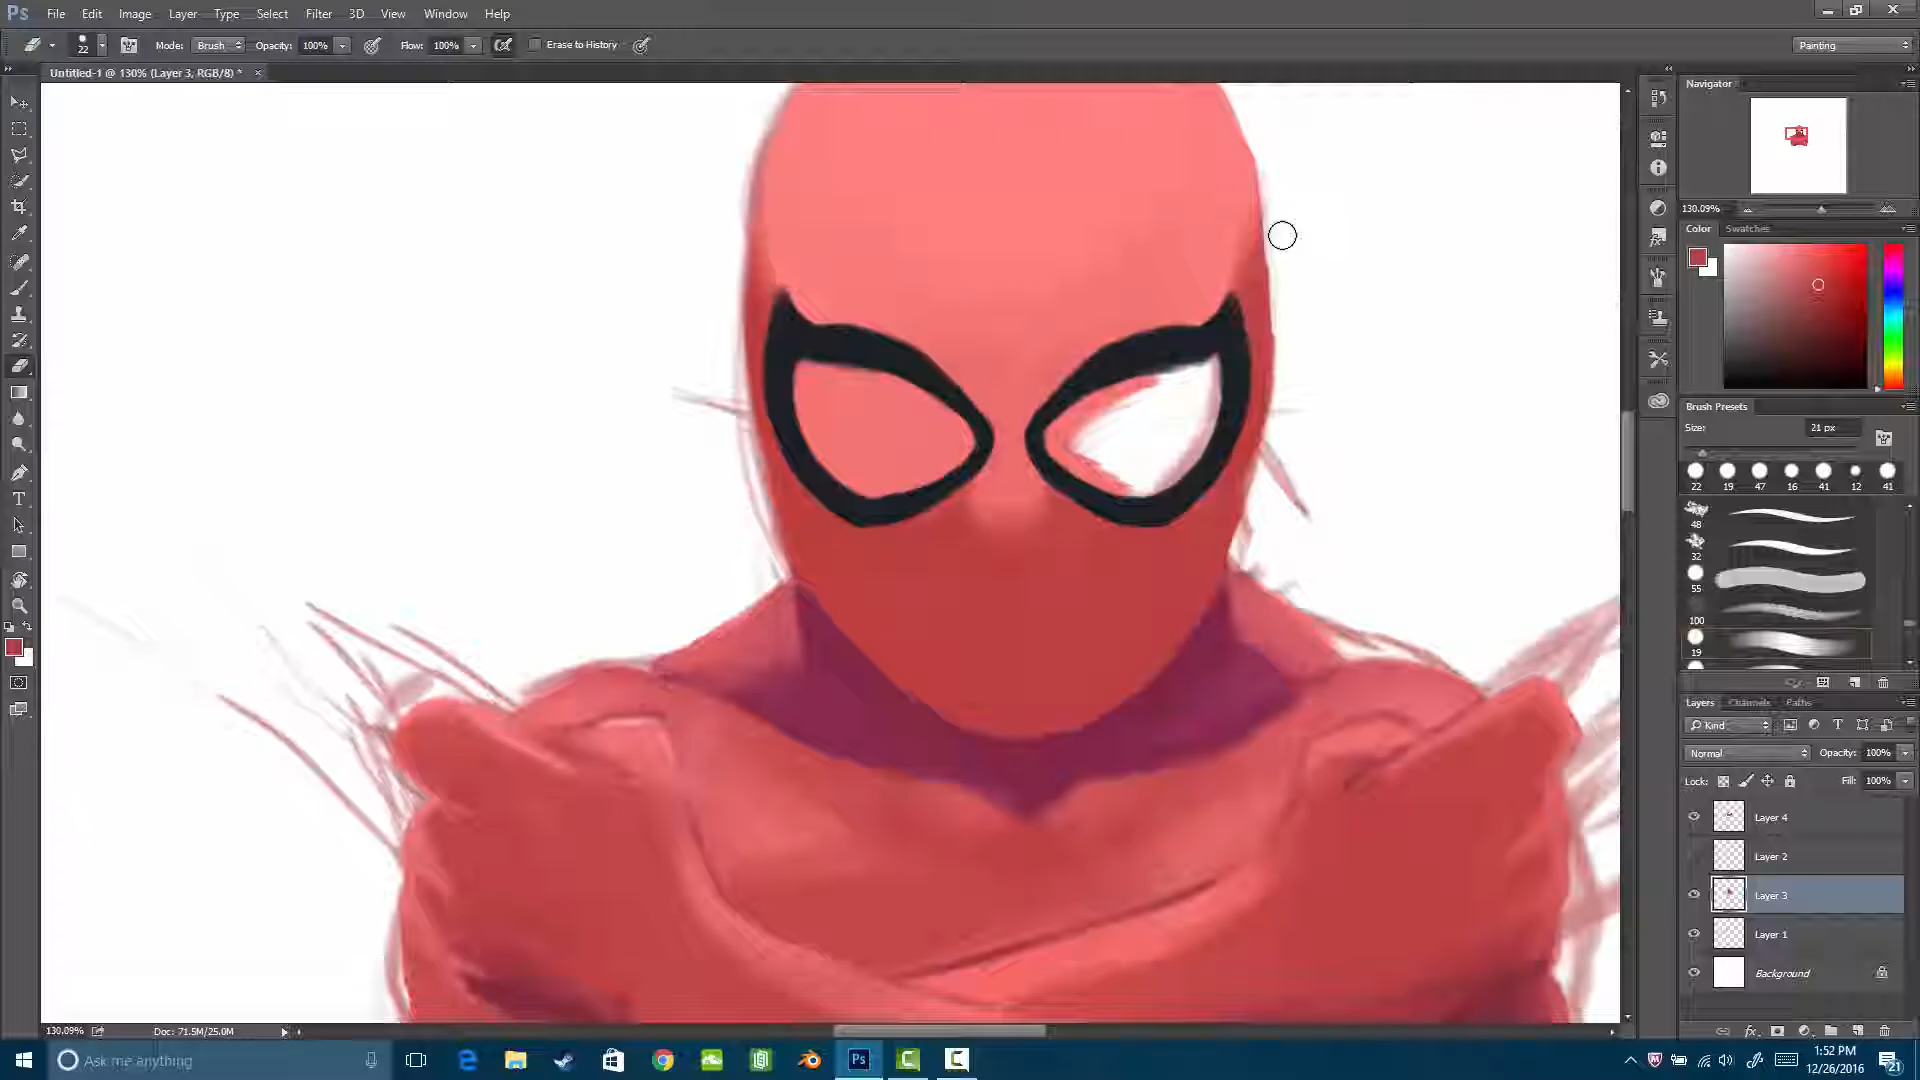 Ps File Edit Image Layer Type Select Filter 3D View Window Help
22 Mode: Brush Opacity: 100% Flow: 100% Erase to History Painting
Untitled-1 @ 130% (Layer 3, RGB/8) * ×
Navigator
130.09%
Color Swatches
Brush Presets
Size: 21 px
22 19 47 16 41 12 41
48
32
55
100
19
Layers Channels Paths
Kind
Normal Opacity: 100%
Lock: Fill: 100%
Layer 4
Layer 2
Layer 3
Layer 1
Background
130.09% Doc: 71.5M/25.0M
Ask me anything
Ps
1:52 PM
12/26/2016
21